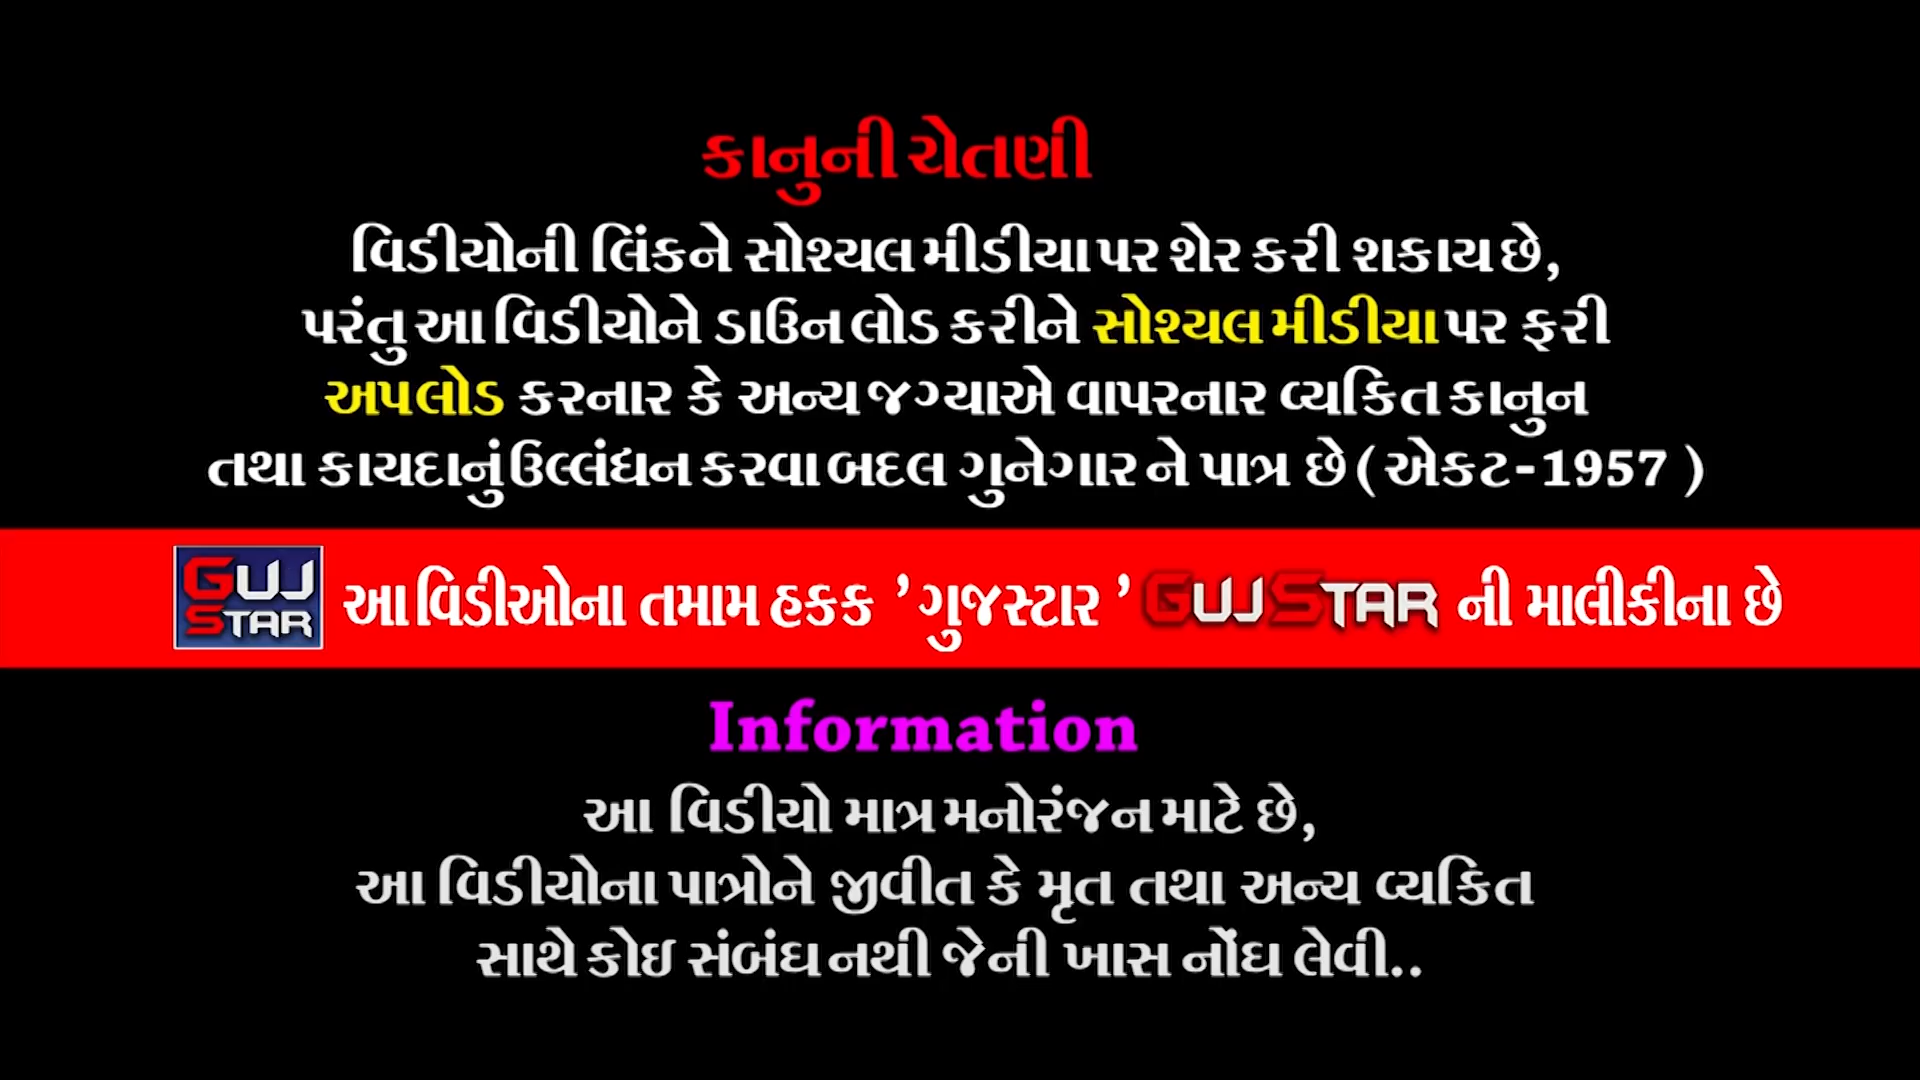 કાનુની ચેતણી
વિડીયોની લિંકને સોશ્યલ મીડીયા પર શેર કરી શકાય છે,
પરંતુ આ વિડીયોને ડાઉનલોડ કરીને સોશ્યલ મીડીયા પર ફરી
અપલોડ કરનાર કે અન્ય જગ્યાએ વાપરનાર વ્યકિત કાનુન
તથા કાયદાનું ઉલ્લંઘન કરવા બદલ ગુનેગાર ને પાત્ર છે ( એકટ-1957 )
GUJ STAR આ વિડીઓના તમામ હકક ’ ગુજસ્ટાર ’ GUJ STAR ની માલીકીના છે
Information
આ વિડીયો માત્ર મનોરંજન માટે છે,
આ વિડીયોના પાત્રોને જીવીત કે મૃત તથા અન્ય વ્યકિત
સાથે કોઇ સંબંઘ નથી જેની ખાસ નોંઘ લેવી..